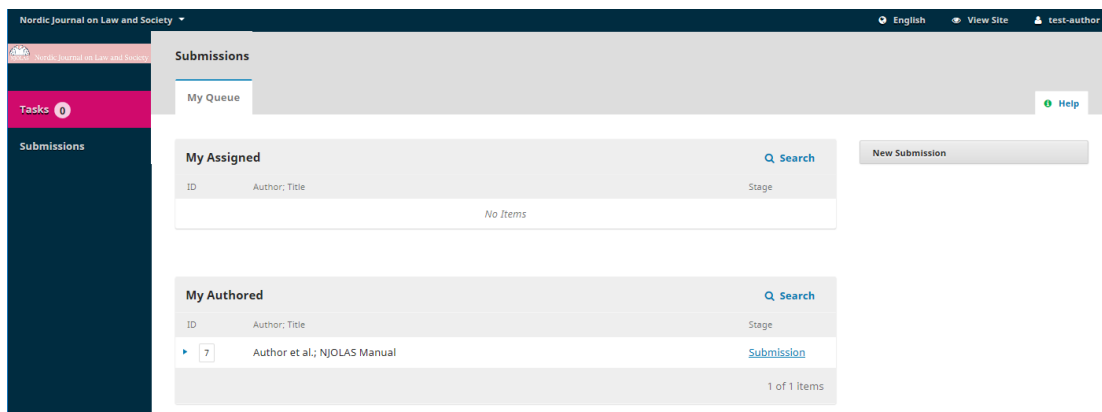 Nordic Journal on Law and Society
English
View Site
test-author
Nordic Journal on Law and Society
Submissions
My Queue
Help
Tasks 0
Submissions
My Assigned
Search
New Submission
ID Author; Title Stage
No Items
My Authored
Search
ID Author; Title Stage
7 Author et al.; NJOLAS Manual Submission
1 of 1 items